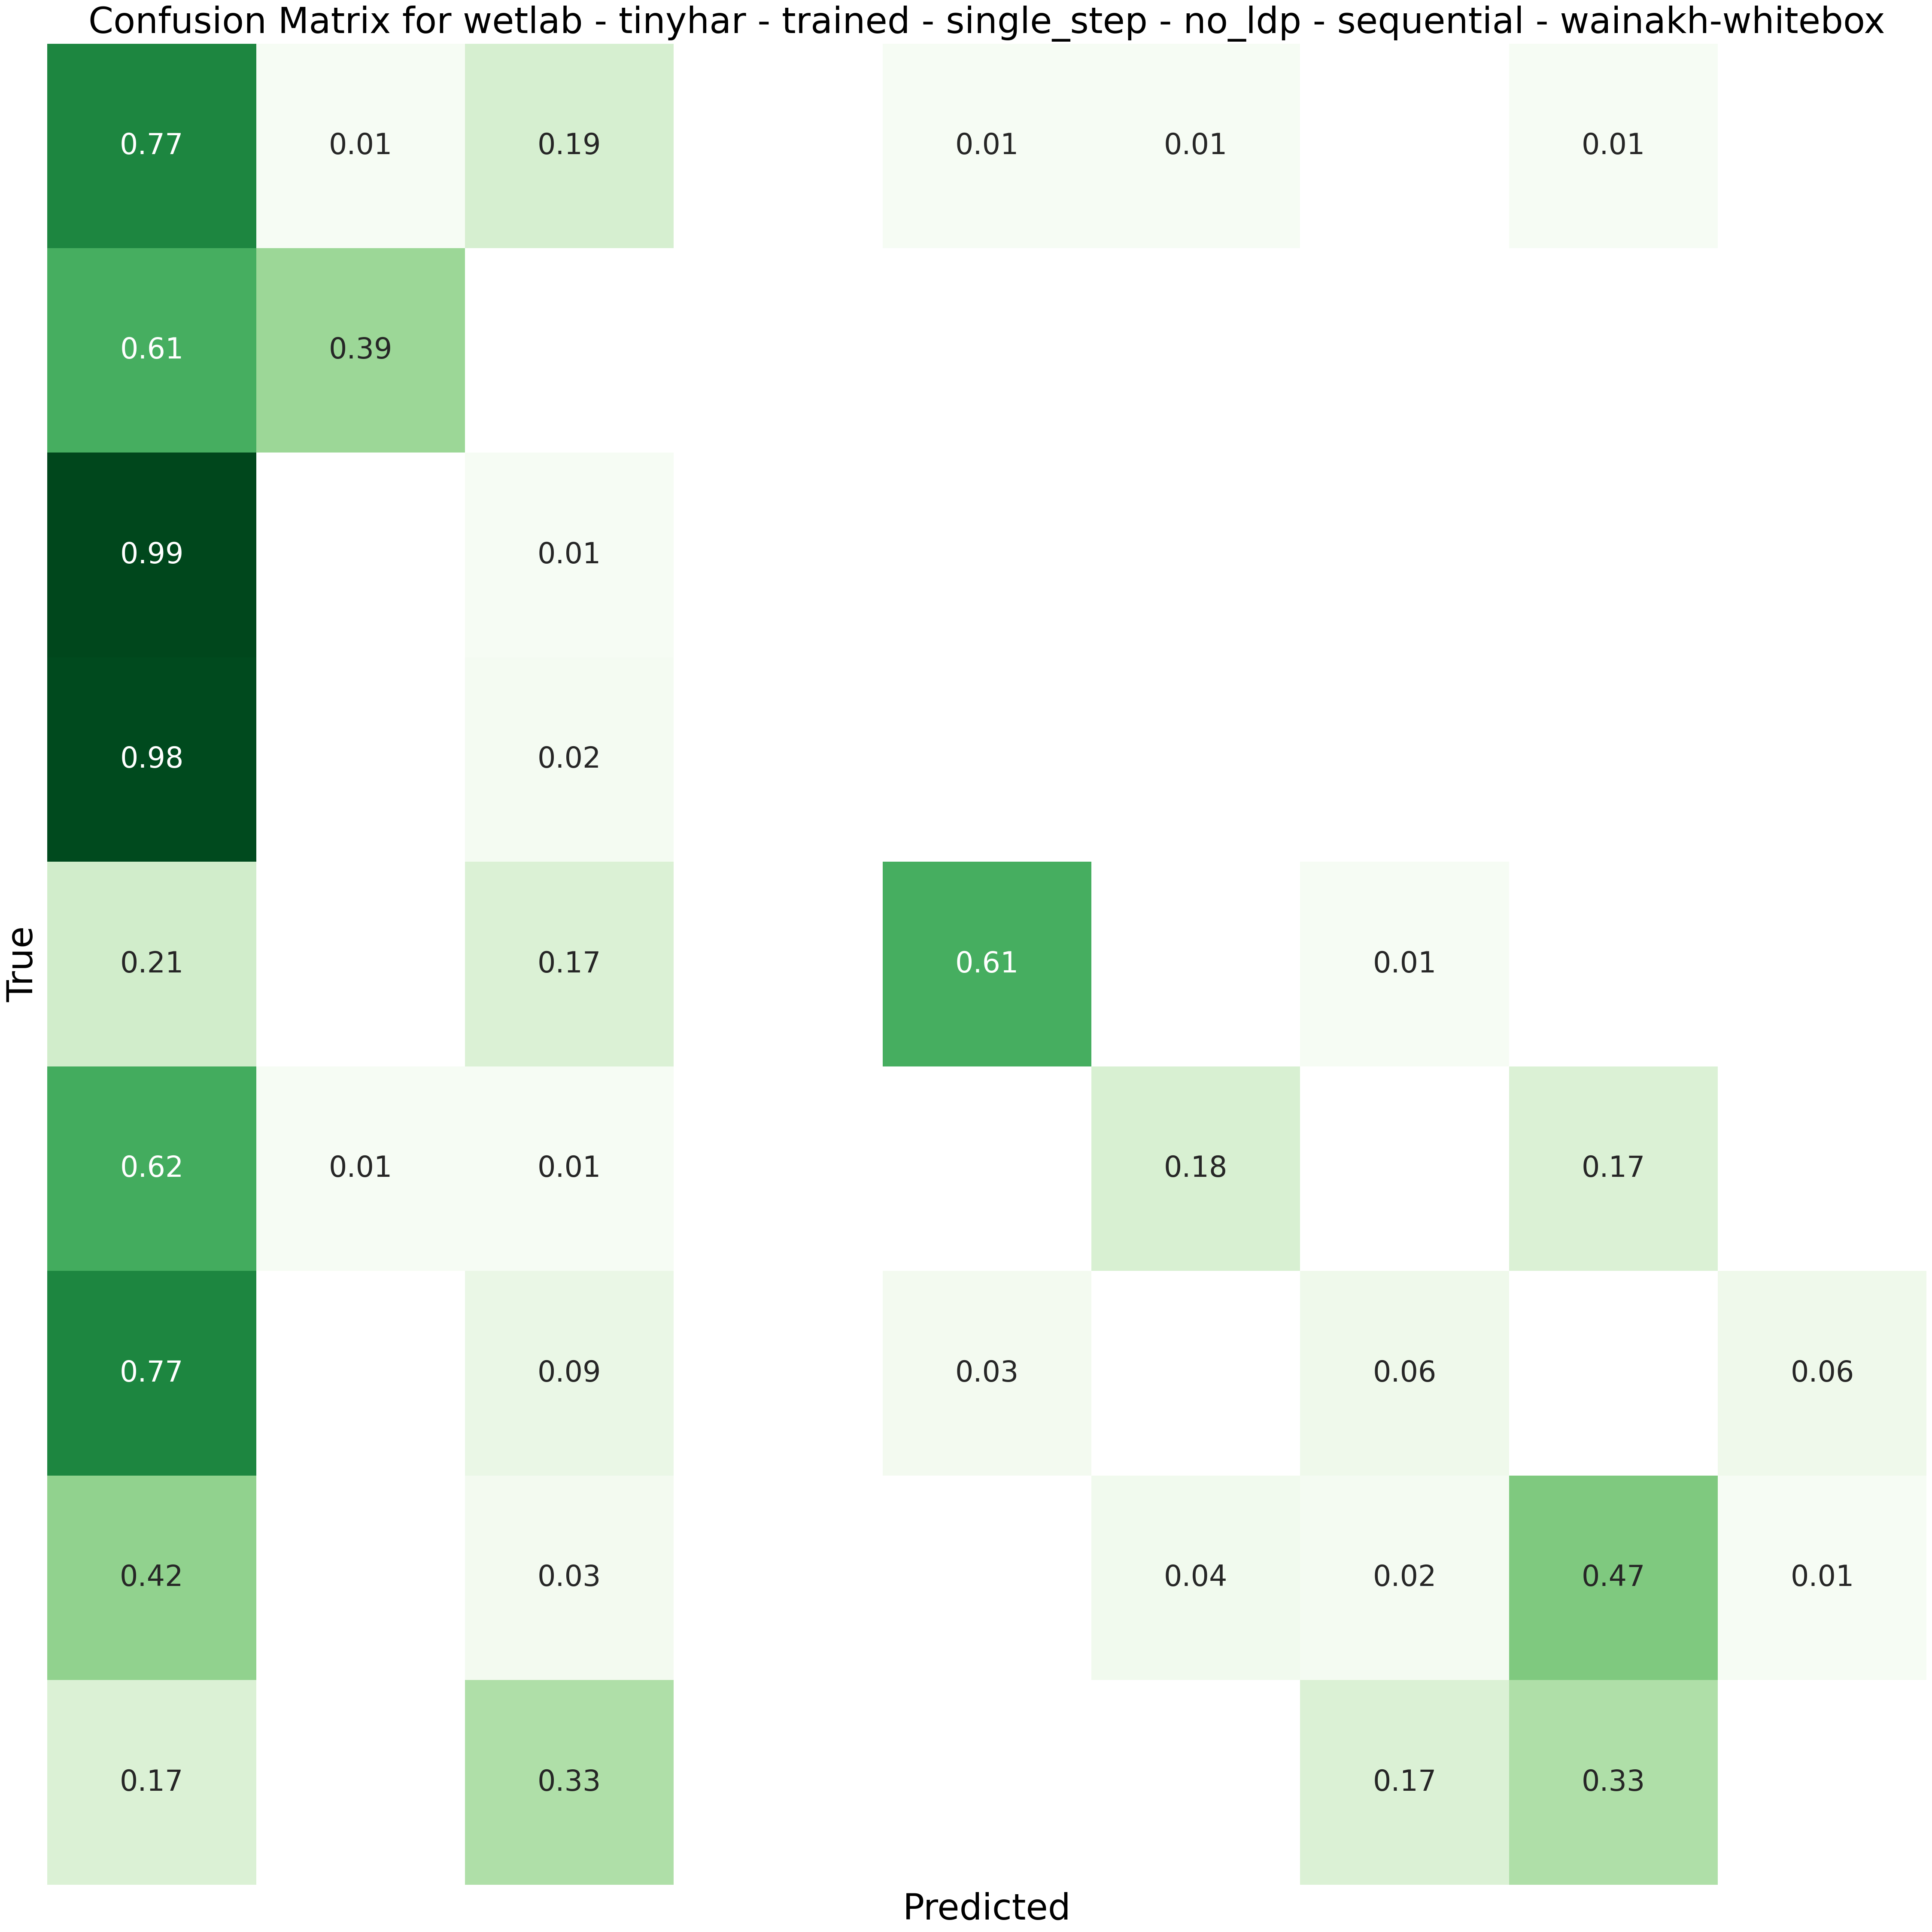 Confusion Matrix for wetlab - tinyhar - trained - single_step - no_ldp - sequential - wainakh-whitebox
0.77 0.01 0.19 0.01 0.01 0.01
0.61 0.39
0.99 0.01
0.98 0.02
0.21 0.17 0.61 0.01
0.62 0.01 0.01 0.18 0.17
0.77 0.09 0.03 0.06 0.06
0.42 0.03 0.04 0.02 0.47 0.01
0.17 0.33 0.17 0.33
True
Predicted